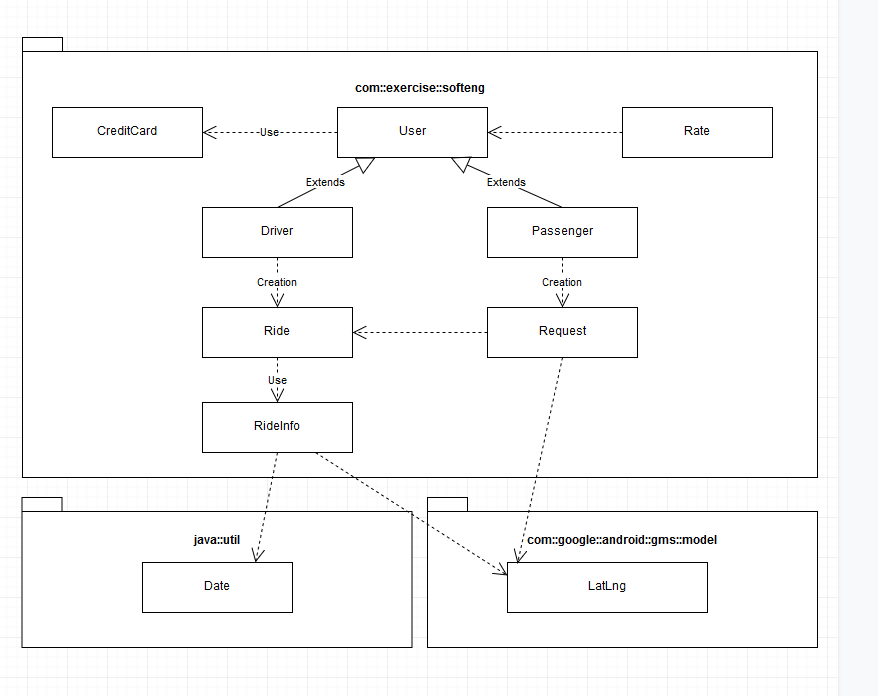 com::exercise::softeng
CreditCard
Use
User
Rate
Extends
Extends
Driver
Passenger
Creation
Creation
Ride
Request
Use
RideInfo
java::util
com::google::android::gms::model
Date
LatLng